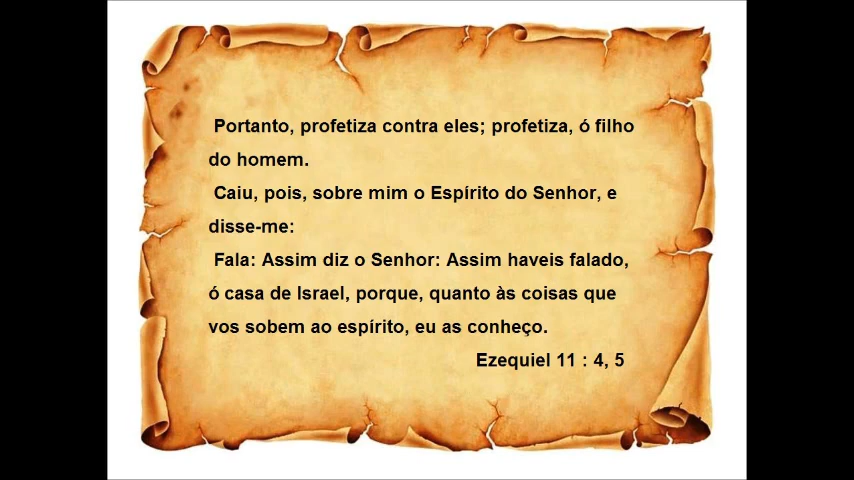 Portanto, profetiza contra eles; profetiza, ó filho
do homem.
Caiu, pois, sobre mim o Espírito do Senhor, e
disse-me:
Fala: Assim diz o Senhor: Assim haveis falado,
ó casa de Israel, porque, quanto às coisas que
vos sobem ao espírito, eu as conheço.
Ezequiel 11 : 4, 5